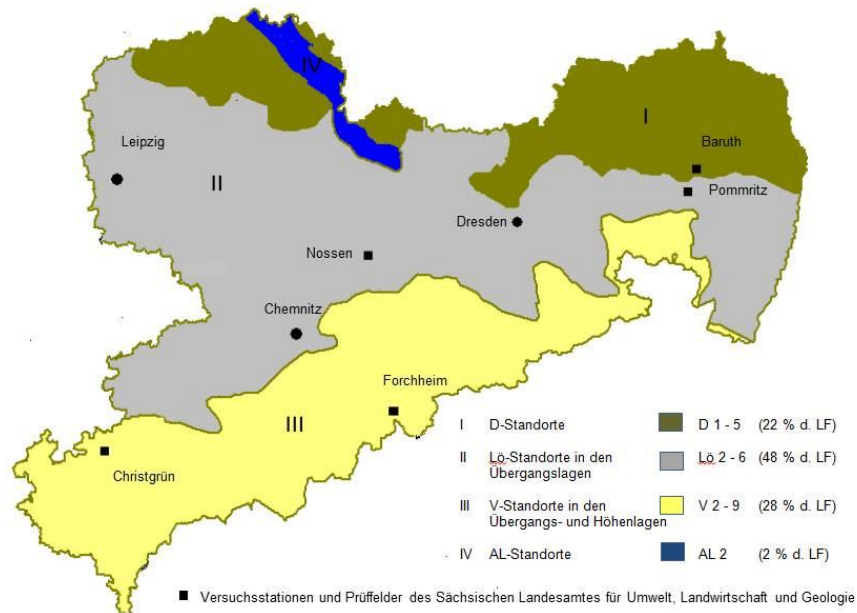 IV
I
Leipzig
Baruth
II
Pommritz
Dresden
Nossen
Chemnitz
Forchheim
III
Christgrün
I D-Standorte D 1 - 5 (22 % d. LF)
II Lö-Standorte in den Übergangslagen Lö 2 - 6 (48 % d. LF)
III V-Standorte in den Übergangs- und Höhenlagen V 2 - 9 (28 % d. LF)
IV AL-Standorte AL 2 (2 % d. LF)
Versuchsstationen und Prüffelder des Sächsischen Landesamtes für Umwelt, Landwirtschaft und Geologie